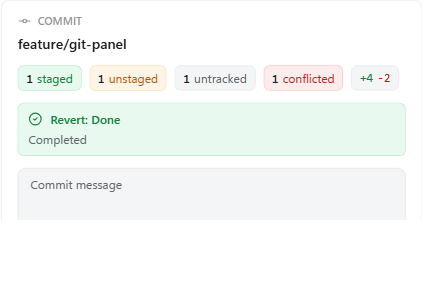 COMMIT
feature/git-panel
1 staged 1 unstaged 1 untracked 1 conflicted +4 -2
Revert: Done
Completed
Commit message